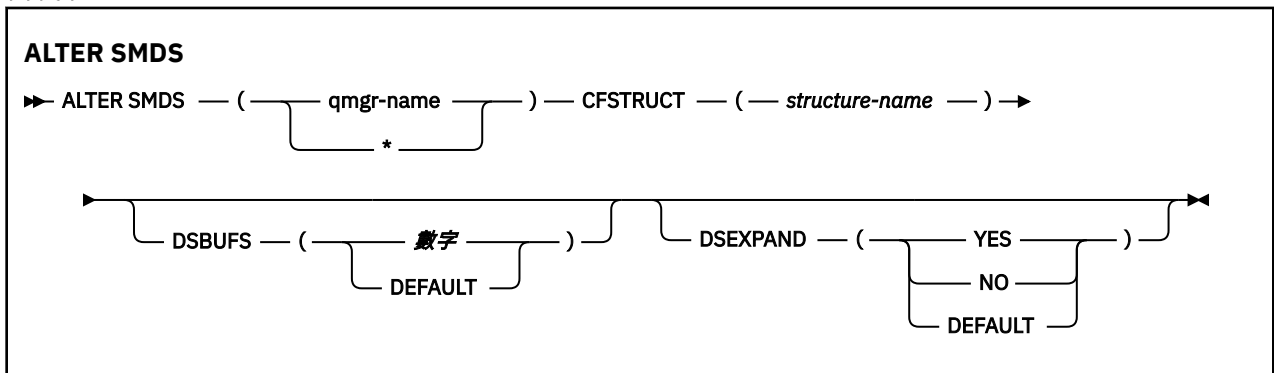 ALTER SMDS
ALTER SMDS ( qmgr-name ) CFSTRUCT ( structure-name )
*
DSBUFS ( 數字 ) DSEXPAND ( YES )
DEFAULT NO
DEFAULT